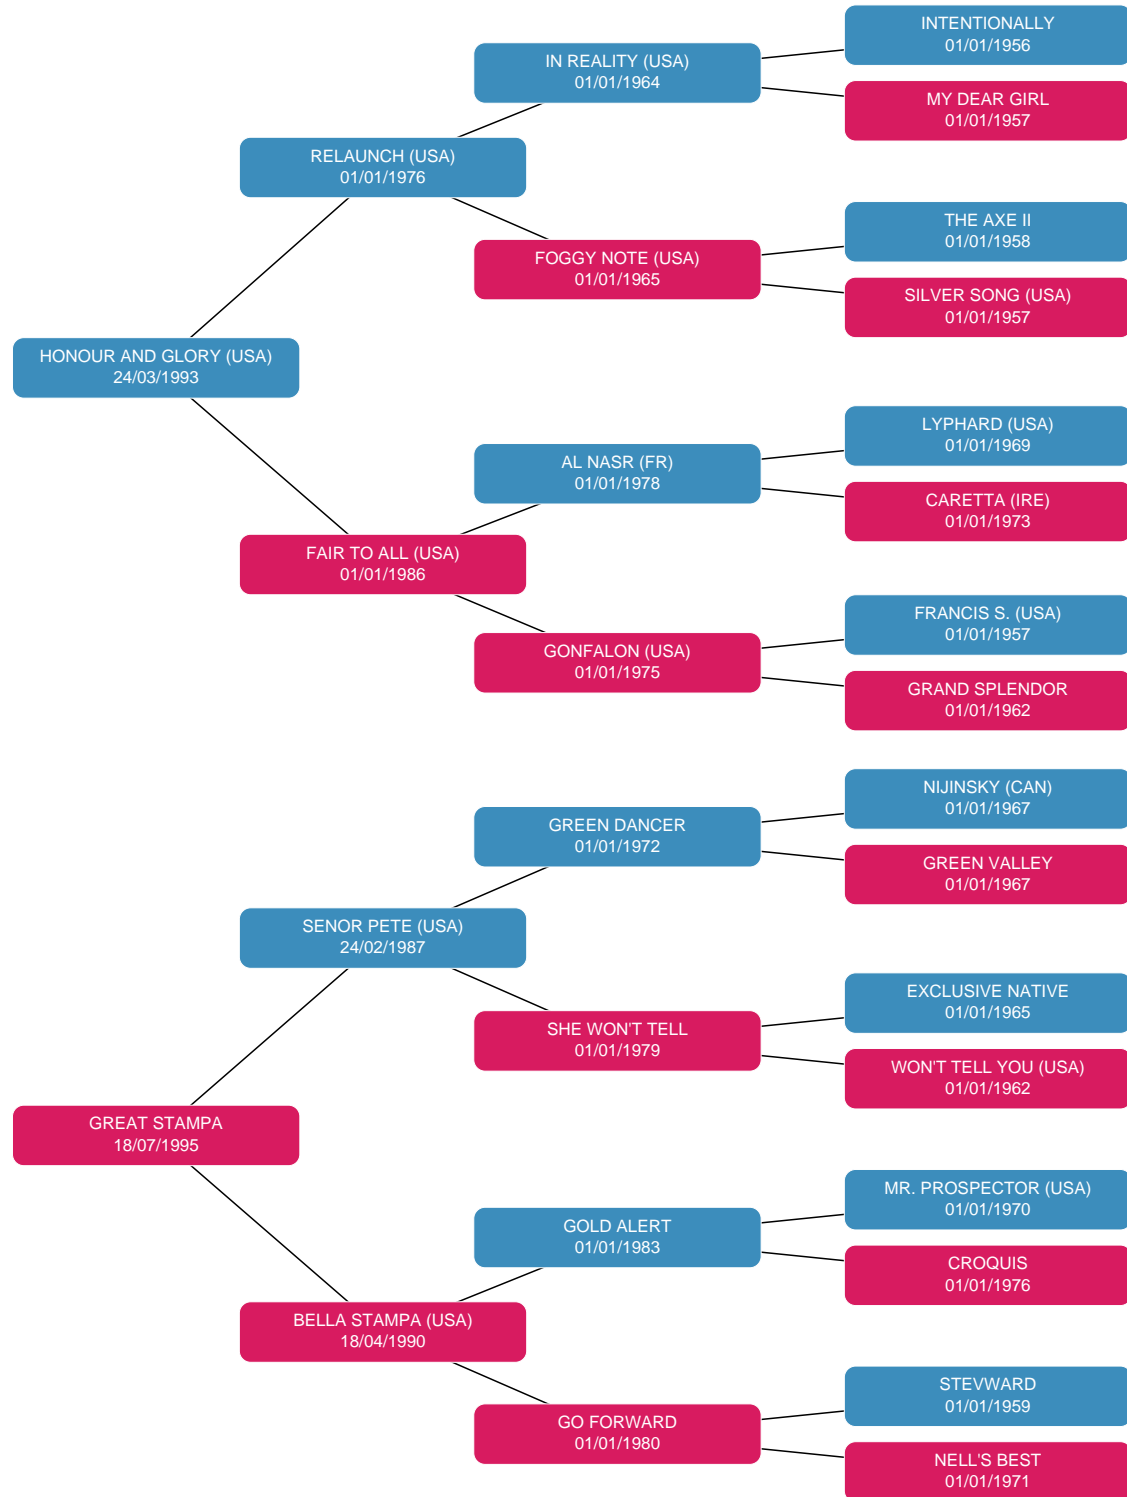 INTENTIONALLY
01/01/1956
IN REALITY (USA)
01/01/1964
MY DEAR GIRL
01/01/1957
RELAUNCH (USA)
01/01/1976
THE AXE II
01/01/1958
FOGGY NOTE (USA)
01/01/1965
SILVER SONG (USA)
01/01/1957
HONOUR AND GLORY (USA)
24/03/1993
LYPHARD (USA)
01/01/1969
AL NASR (FR)
01/01/1978
CARETTA (IRE)
01/01/1973
FAIR TO ALL (USA)
01/01/1986
FRANCIS S. (USA)
01/01/1957
GONFALON (USA)
01/01/1975
GRAND SPLENDOR
01/01/1962
NIJINSKY (CAN)
01/01/1967
GREEN DANCER
01/01/1972
GREEN VALLEY
01/01/1967
SENOR PETE (USA)
24/02/1987
EXCLUSIVE NATIVE
01/01/1965
SHE WON'T TELL
01/01/1979
WON'T TELL YOU (USA)
01/01/1962
GREAT STAMPA
18/07/1995
MR. PROSPECTOR (USA)
01/01/1970
GOLD ALERT
01/01/1983
CROQUIS
01/01/1976
BELLA STAMPA (USA)
18/04/1990
STEVWARD
01/01/1959
GO FORWARD
01/01/1980
NELL'S BEST
01/01/1971